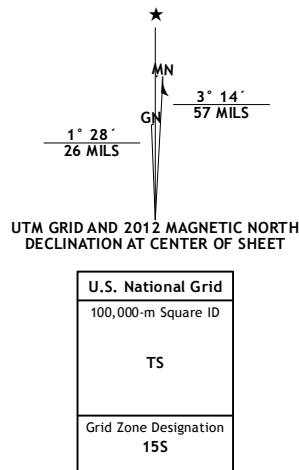 MN
GN
3° 14´
57 MILS
1° 28´
26 MILS
UTM GRID AND 2012 MAGNETIC NORTH
DECLINATION AT CENTER OF SHEET
U.S. National Grid
100,000-m Square ID
TS
Grid Zone Designation
15S